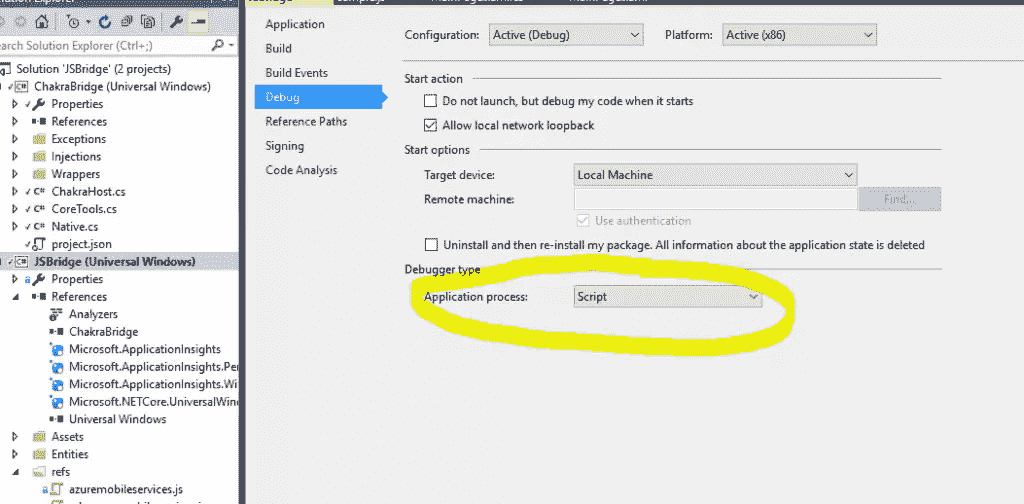 earch Solution Explorer (Ctrl+;)
Solution 'JSBridge' (2 projects)
ChakraBridge (Universal Windows)
Properties
References
Exceptions
Injections
Wrappers
C# ChakraHost.cs
C# CoreTools.cs
C# Native.cs
project.json
JSBridge (Universal Windows)
Properties
References
Analyzers
ChakraBridge
Microsoft.ApplicationInsights
Microsoft.ApplicationInsights.Per
Microsoft.ApplicationInsights.Wi
Microsoft.NETCore.UniversalWin
Universal Windows
Assets
Entities
refs
azuremobileservices.js
Application
Build
Build Events
Debug
Reference Paths
Signing
Code Analysis
Configuration: Active (Debug) Platform: Active (x86)
Start action
Do not launch, but debug my code when it starts
Allow local network loopback
Start options
Target device: Local Machine
Remote machine: Find...
Use authentication
Uninstall and then re-install my package. All information about the application state is deleted
Debugger type
Application process: Script